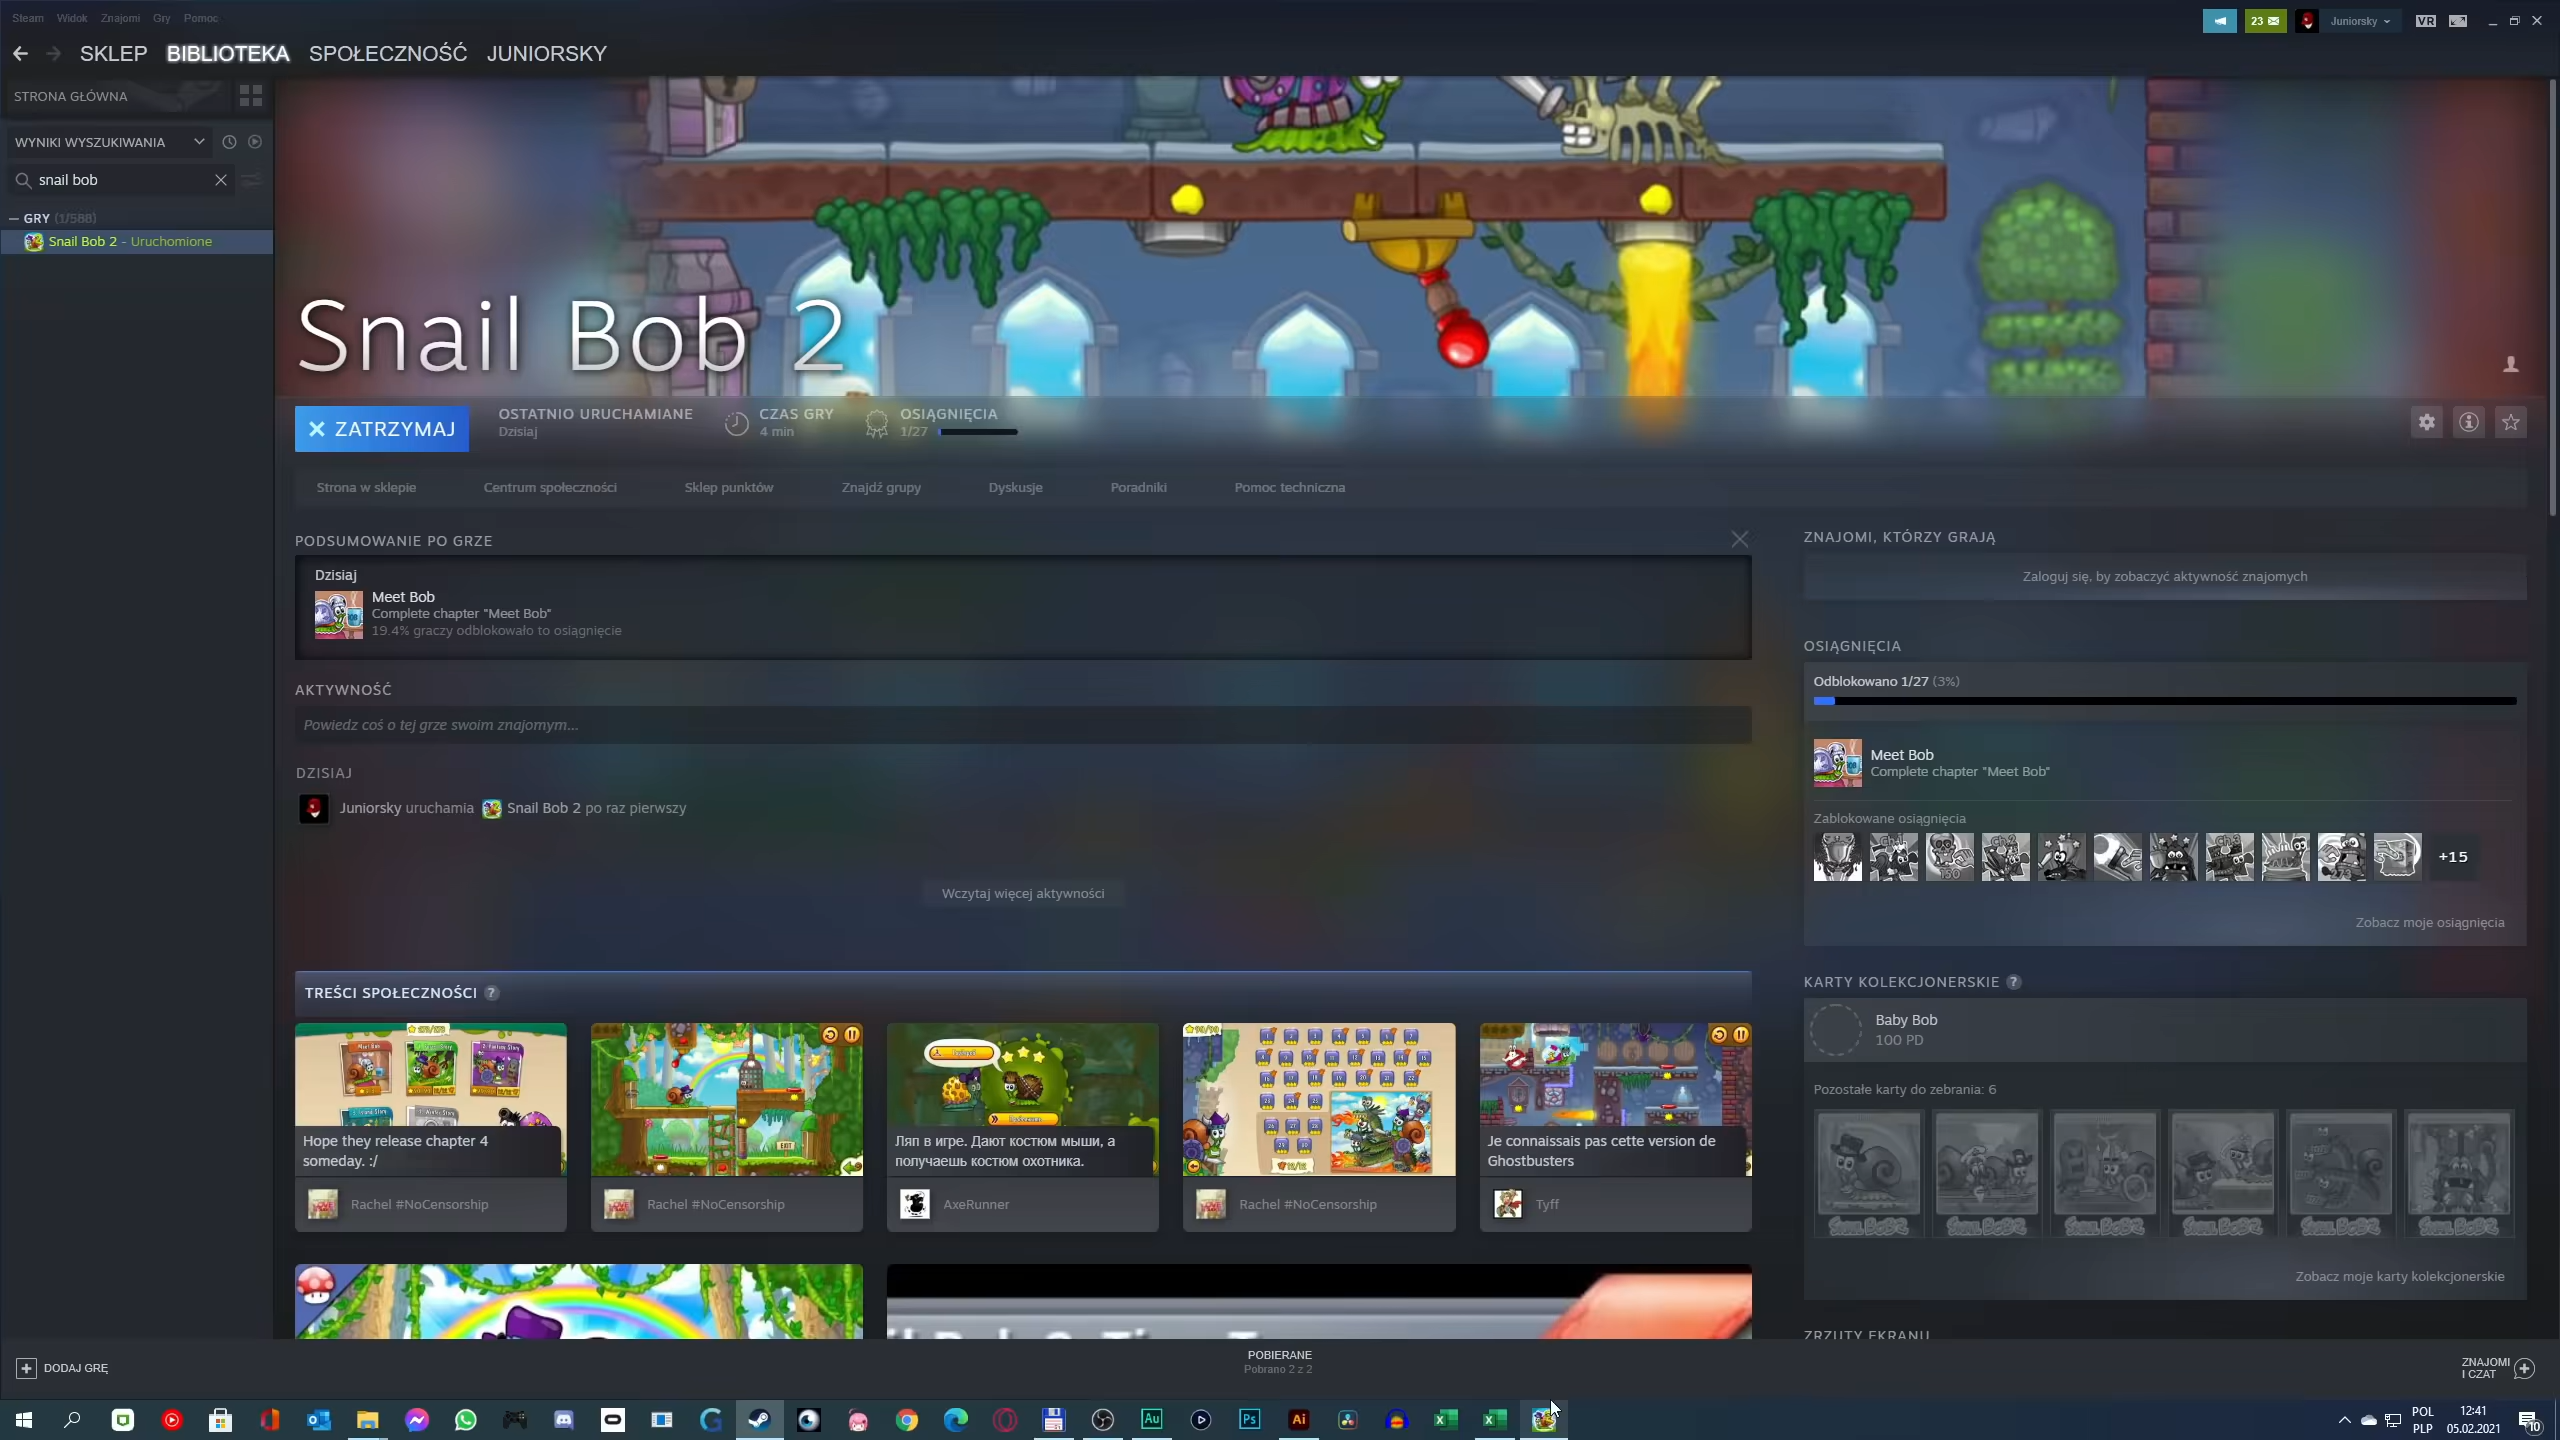 Steam Widok Znajomi Gry Pomoc
23
Juniorsky
VR
SKLEP BIBLIOTEKA SPOŁECZNOŚĆ JUNIORSKY
STRONA GŁÓWNA
WYNIKI WYSZUKIWANIA
snail bob
GRY (1/588)
Snail Bob 2 - Uruchomione
Snail Bob 2
ZATRZYMAJ
OSTATNIO URUCHAMIANE
Dzisiaj
CZAS GRY
4 min
OSIĄGNIĘCIA
1/27
Strona w sklepie Centrum społeczności Sklep punktów Znajdź grupy Dyskusje Poradniki Pomoc techniczna
PODSUMOWANIE PO GRZE
Dzisiaj
Meet Bob
Complete chapter "Meet Bob"
19.4% graczy odblokowało to osiągnięcie
AKTYWNOŚĆ
Powiedz coś o tej grze swoim znajomym...
DZISIAJ
Juniorsky uruchamia Snail Bob 2 po raz pierwszy
Wczytaj więcej aktywności
ZNAJOMI, KTÓRZY GRAJĄ
Zaloguj się, by zobaczyć aktywność znajomych
OSIĄGNIĘCIA
Odblokowano 1/27 (3%)
Meet Bob
Complete chapter "Meet Bob"
Zablokowane osiągnięcia
+15
Zobacz moje osiągnięcia
KARTY KOLEKCJONERSKIE ?
Baby Bob
100 PD
Pozostałe karty do zebrania: 6
Zobacz moje karty kolekcjonerskie
ZRZUTY EKRANU
TREŚCI SPOŁECZNOŚCI ?
Hope they release chapter 4
someday. :/
Rachel #NoCensorship
EXIT
Rachel #NoCensorship
Ляп в игре. Дают костюм мыши, а
получаешь костюм охотника.
AxeRunner
Rachel #NoCensorship
Je connaissais pas cette version de
Ghostbusters
Tyff
DODAJ GRĘ
POBIERANE
Pobrano 2 z 2
ZNAJOMI
I CZAT
Au
Ps
Ai
POL
PLP
12:41
05.02.2021
10